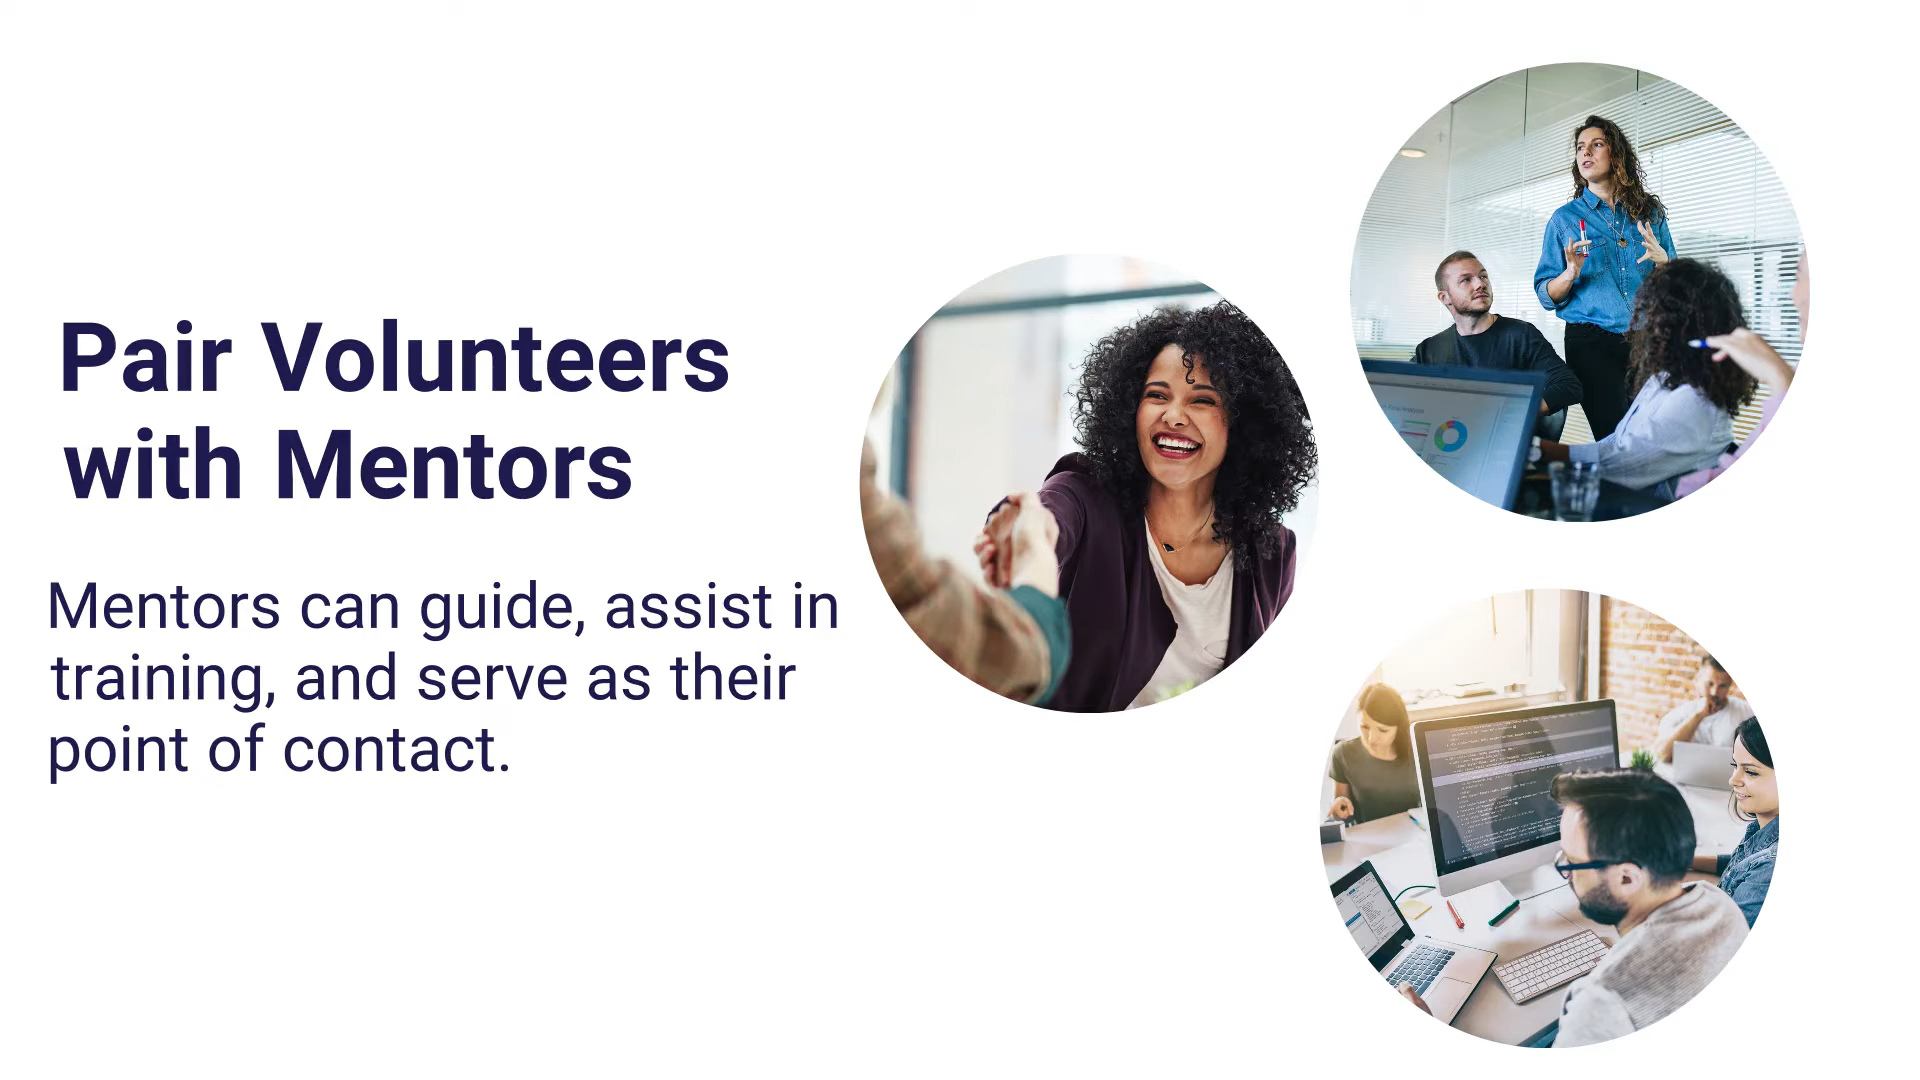 Pair Volunteers
with Mentors
Mentors can guide, assist in
training, and serve as their
point of contact.